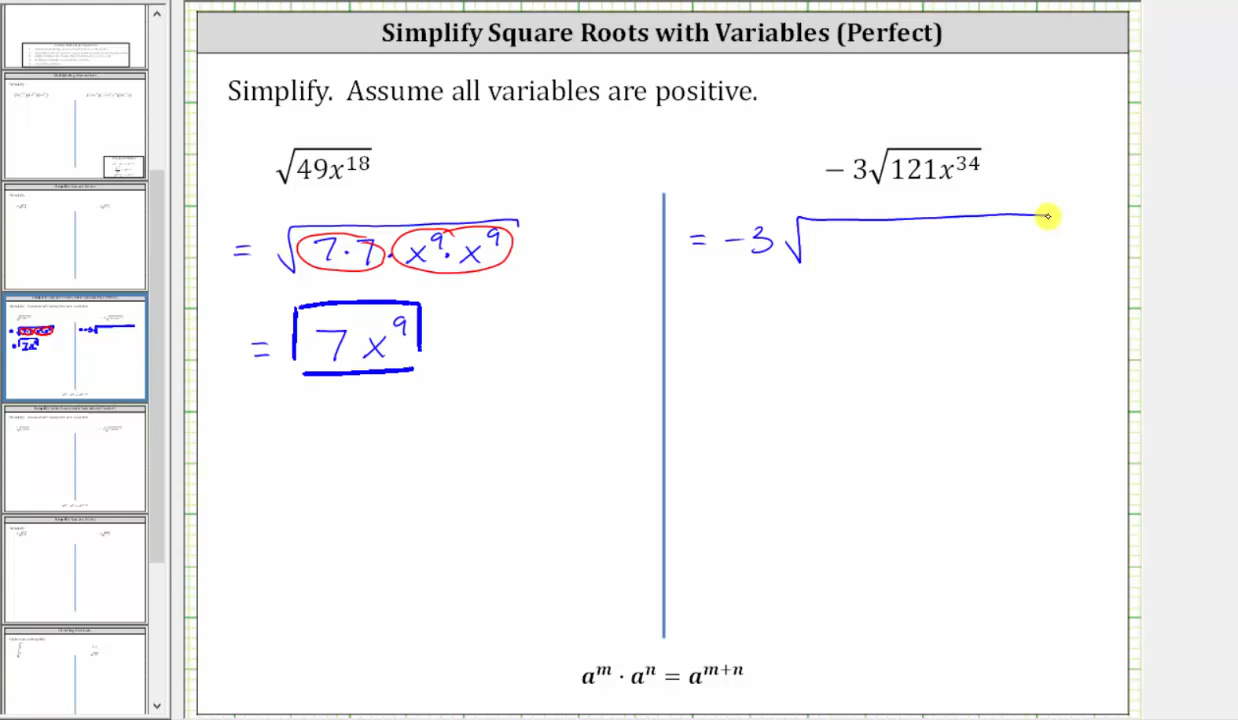 Simplify Square Roots with Variables (Perfect)
Simplify. Assume all variables are positive.
√49x¹⁸
= √7·7·x⁹·x⁹
= 7x⁹
−3√121x³⁴
= −3√
aᵐ · aⁿ = aᵐ⁺ⁿ